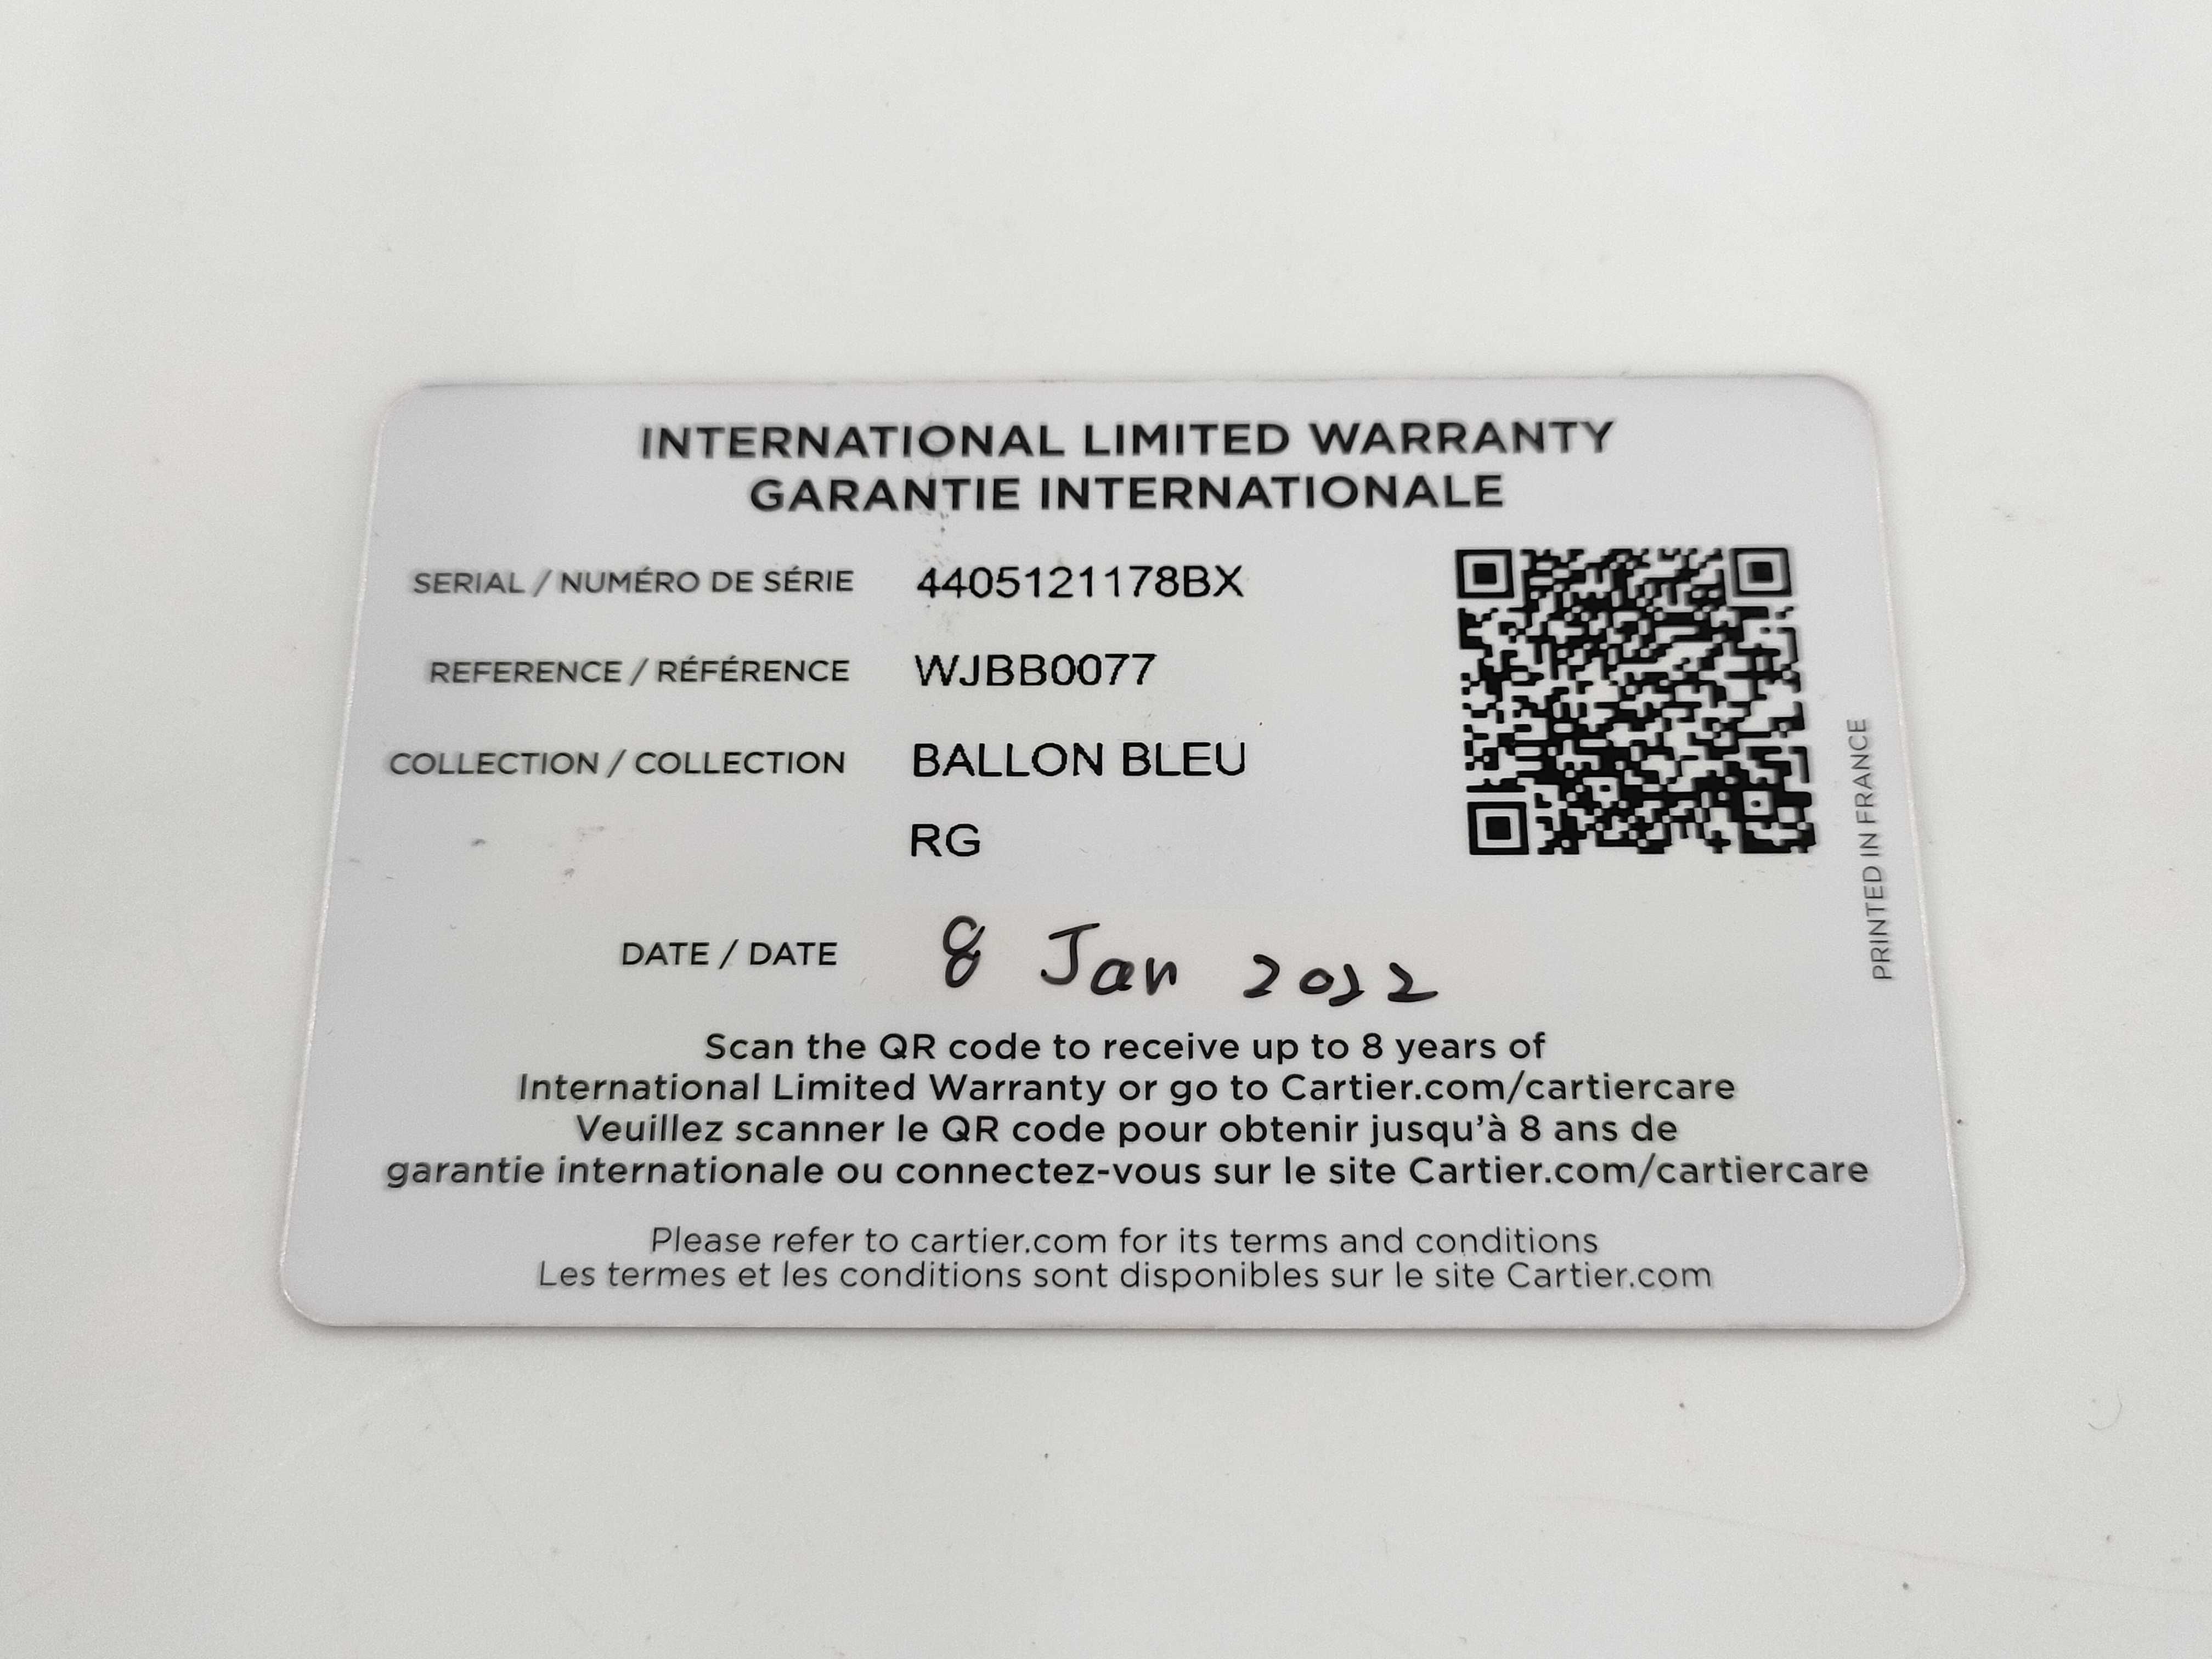 INTERNATIONAL LIMITED WARRANTY
GARANTIE INTERNATIONALE
SERIAL / NUMÉRO DE SÉRIE 4405121178BX
REFERENCE / RÉFÉRENCE WJBB0077
COLLECTION / COLLECTION BALLON BLEU
RG
PRINTED IN FRANCE
DATE / DATE 8 Jan 2022
Scan the QR code to receive up to 8 years of
International Limited Warranty or go to Cartier.com/cartiercare
Veuillez scanner le QR code pour obtenir jusqu'à 8 ans de
garantie internationale ou connectez-vous sur le site Cartier.com/cartiercare
Please refer to cartier.com for its terms and conditions
Les termes et les conditions sont disponibles sur le site Cartier.com